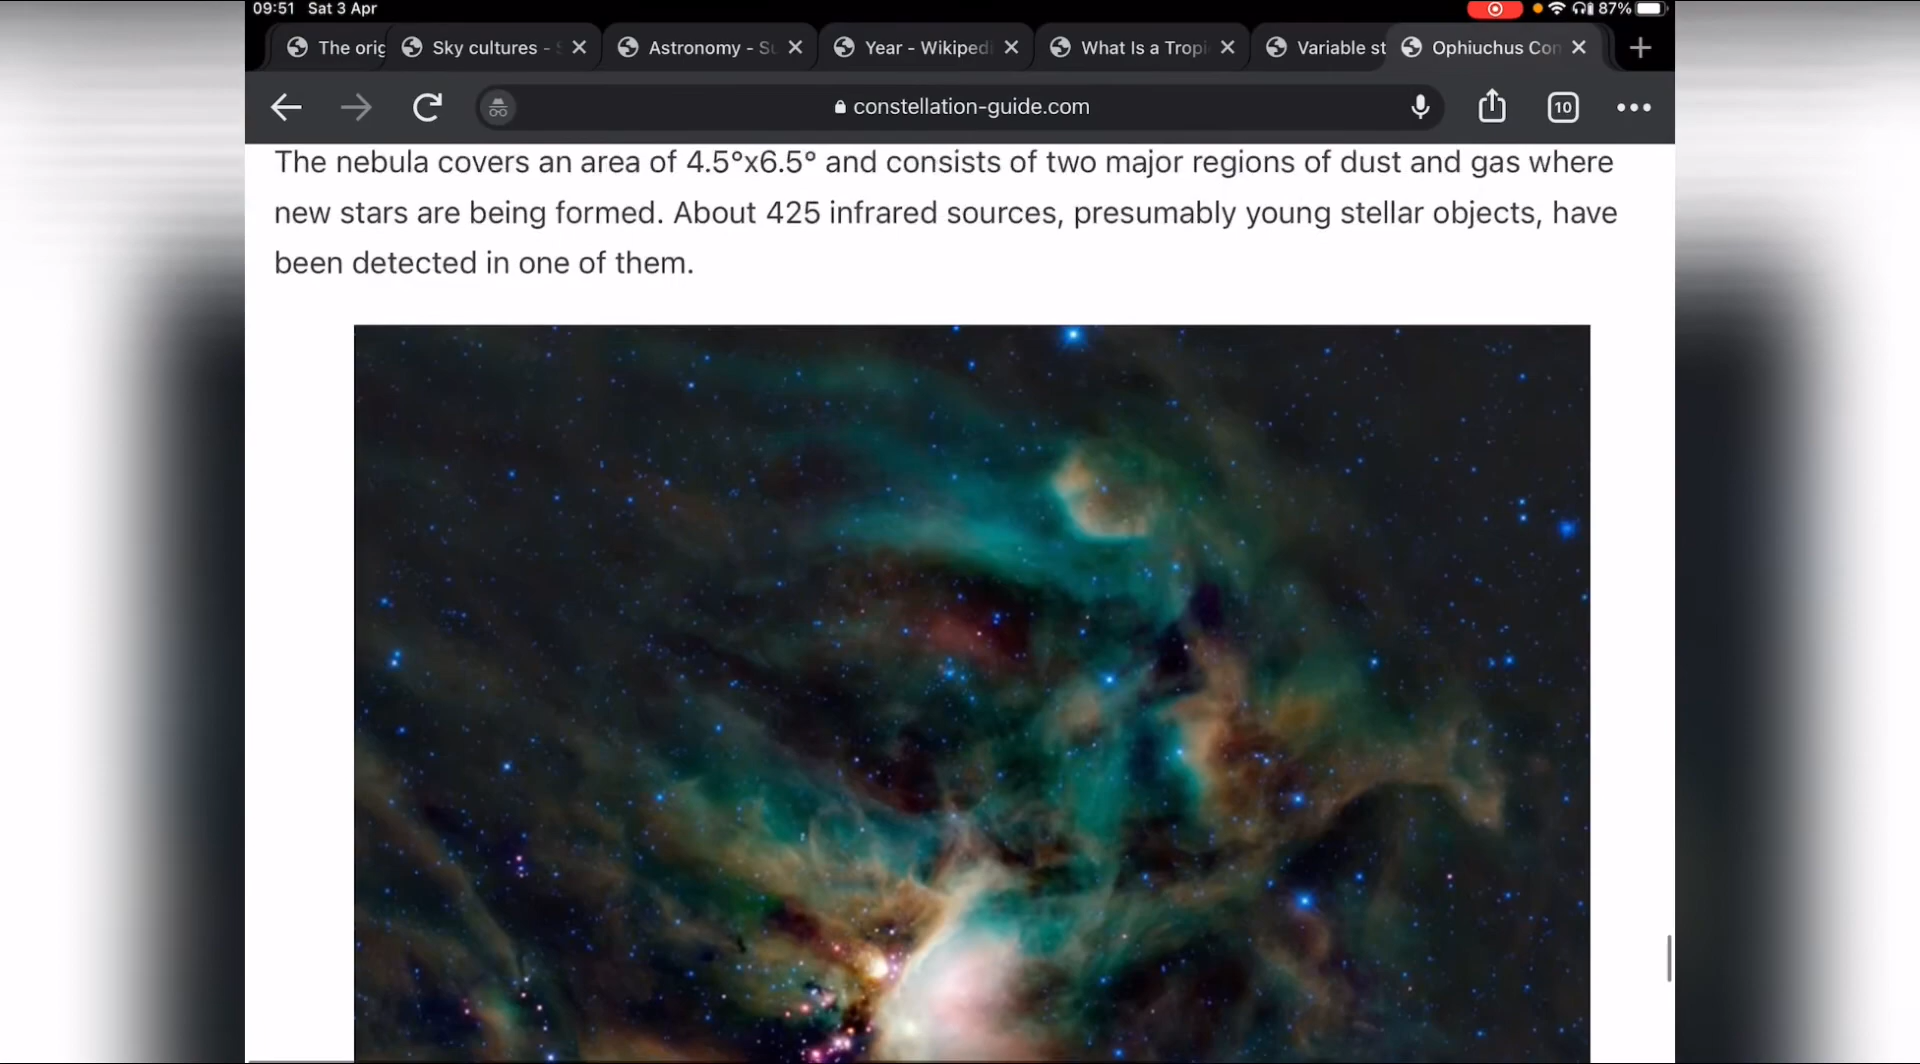 09:51 Sat 3 Apr 87%
The orig Sky cultures - Astronomy - Su Year - Wikiped What Is a Tropi Variable st Ophiuchus Con
constellation-guide.com 10
The nebula covers an area of 4.5°x6.5° and consists of two major regions of dust and gas where
new stars are being formed. About 425 infrared sources, presumably young stellar objects, have
been detected in one of them.